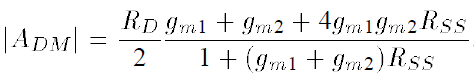 $|A_{DM}| = \frac{R_D}{2} \frac{g_{m1} + g_{m2} + 4g_{m1}g_{m2}R_{SS}}{1 + (g_{m1} + g_{m2})R_{SS}}$